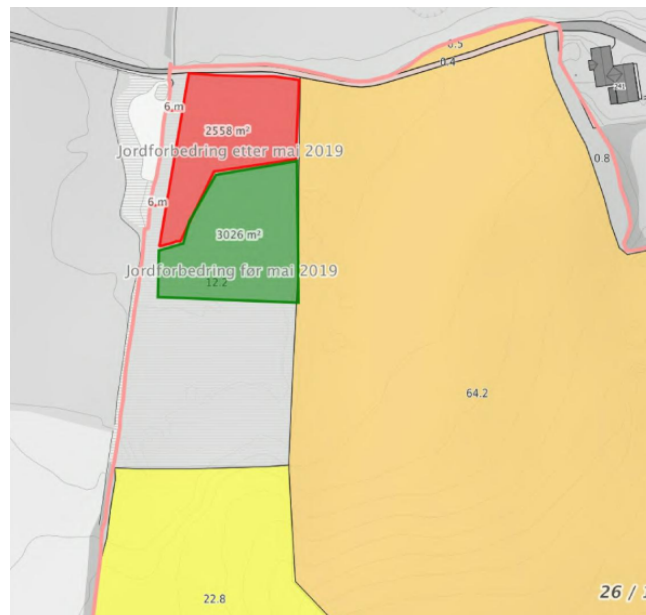 0.5
0.4
241
6 m
2558 m²
Jordforbedring etter mai 2019
0.8
6 m
3026 m²
Jordforbedring før mai 2019
12.2
64.2
22.8
26 /